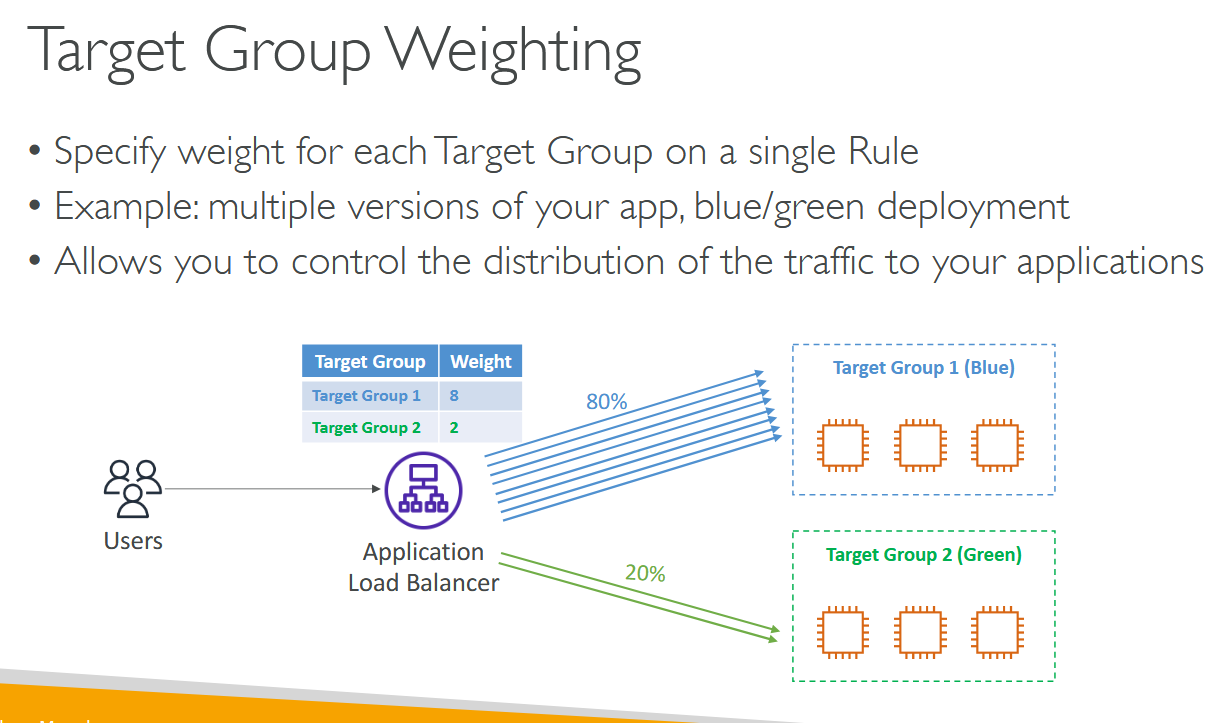 Target Group Weighting
• Specify weight for each Target Group on a single Rule
• Example: multiple versions of your app, blue/green deployment
• Allows you to control the distribution of the traffic to your applications
Target Group Weight
Target Group 1 8
Target Group 2 2
80%
Target Group 1 (Blue)
Users
Application
Load Balancer
20%
Target Group 2 (Green)